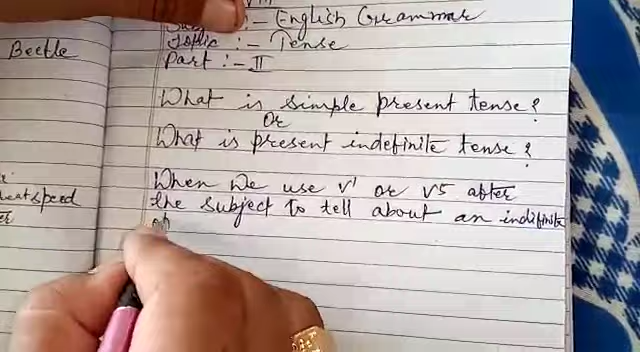 :- English Grammar
Topic :- Tense
Part :- II
What is simple present tense?
Or
What is present indefinite tense?
When we use v1 or v5 after
the subject to tell about an indifinite
Beetle